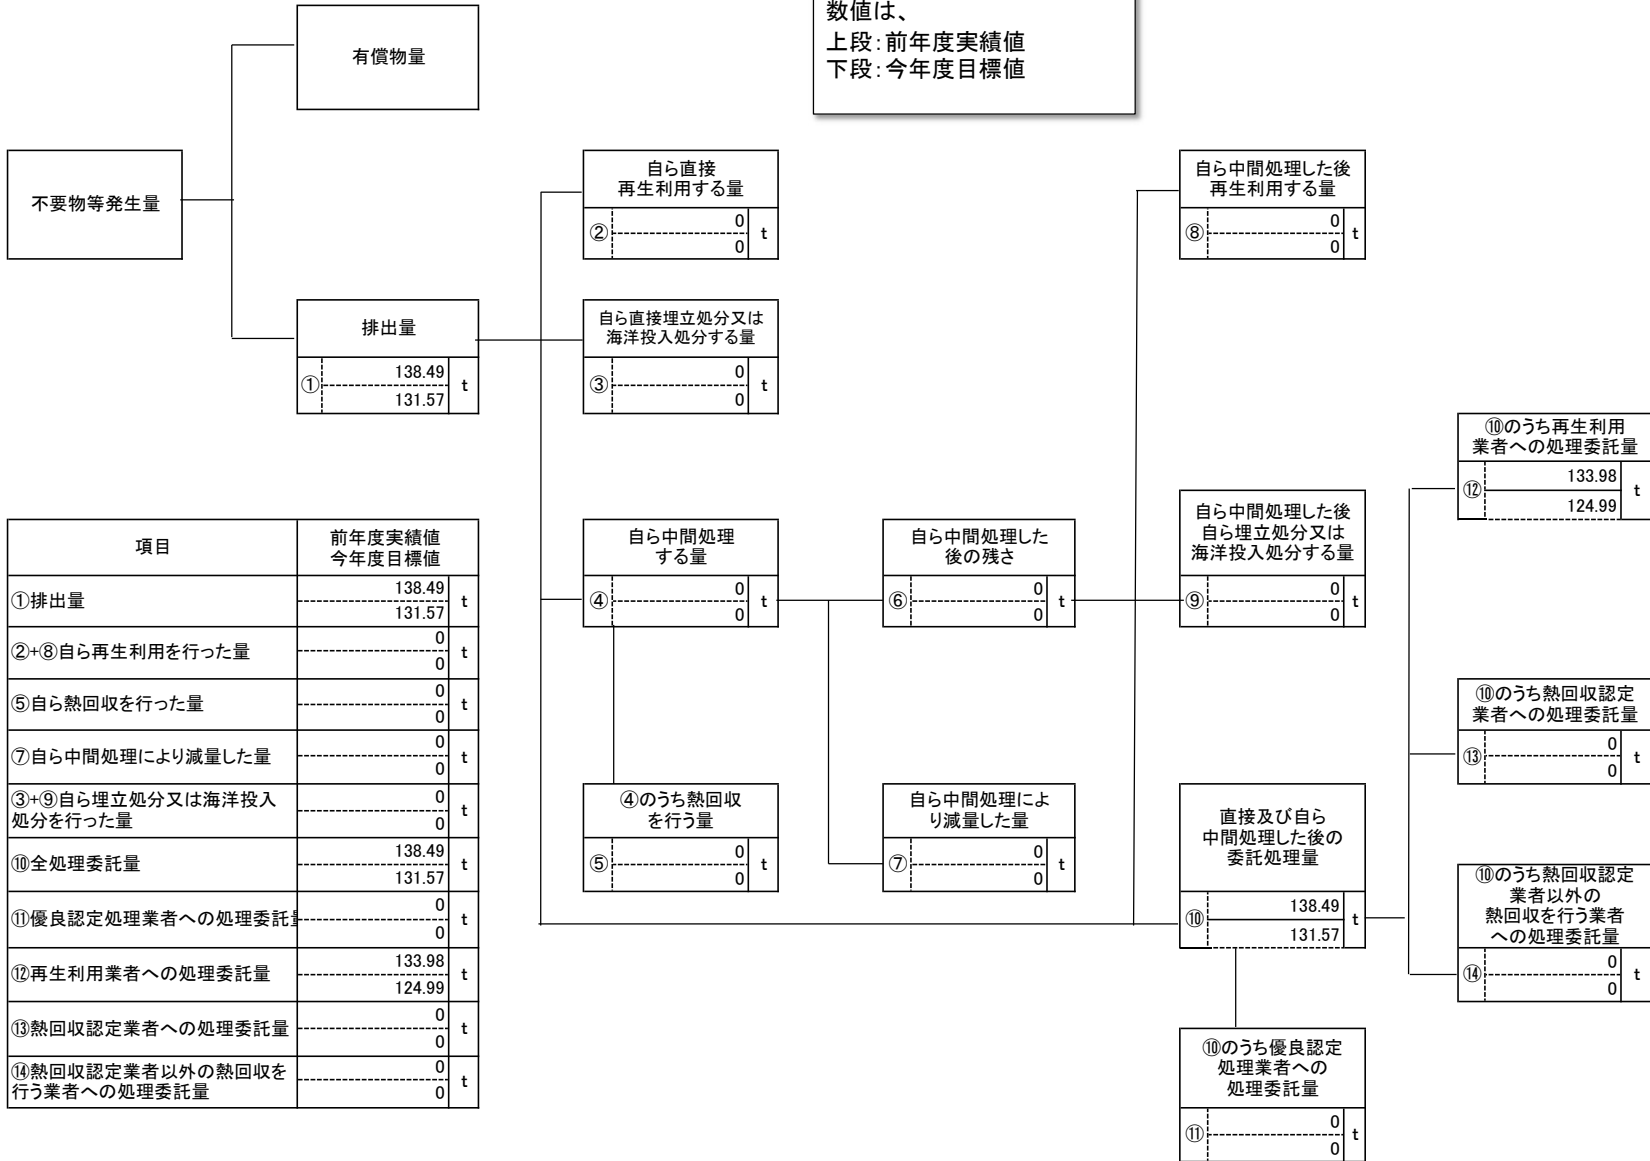 数値は、
上段：前年度実績値
下段：今年度目標値
有償物量
不要物等発生量
自ら直接
再生利用する量
②
0
0
t
自ら中間処理した後
再生利用する量
⑧
0
0
t
排出量
①
138.49
131.57
t
自ら直接埋立処分又は
海洋投入処分する量
③
0
0
t
⑩のうち再生利用
業者への処理委託量
⑫
133.98
124.99
t
自ら中間処理
する量
④
0
0
t
自ら中間処理した
後の残さ
⑥
0
0
t
自ら中間処理した後
自ら埋立処分又は
海洋投入処分する量
⑨
0
0
t
⑩のうち熱回収認定
業者への処理委託量
⑬
0
0
t
④のうち熱回収
を行う量
⑤
0
0
t
自ら中間処理によ
り減量した量
⑦
0
0
t
直接及び自ら
中間処理した後の
委託処理量
⑩
138.49
131.57
t
⑩のうち熱回収認定
業者以外の
熱回収を行う業者
への処理委託量
⑭
0
0
t
⑩のうち優良認定
処理業者への
処理委託量
⑪
0
0
t
項目
前年度実績値
今年度目標値
①排出量
138.49
131.57
t
②+⑧自ら再生利用を行った量
0
0
t
⑤自ら熱回収を行った量
0
0
t
⑦自ら中間処理により減量した量
0
0
t
③+⑨自ら埋立処分又は海洋投入
処分を行った量
0
0
t
⑩全処理委託量
138.49
131.57
t
⑪優良認定処理業者への処理委託
0
0
t
⑫再生利用業者への処理委託量
133.98
124.99
t
⑬熱回収認定業者への処理委託量
0
0
t
⑭熱回収認定業者以外の熱回収を
行う業者への処理委託量
0
0
t